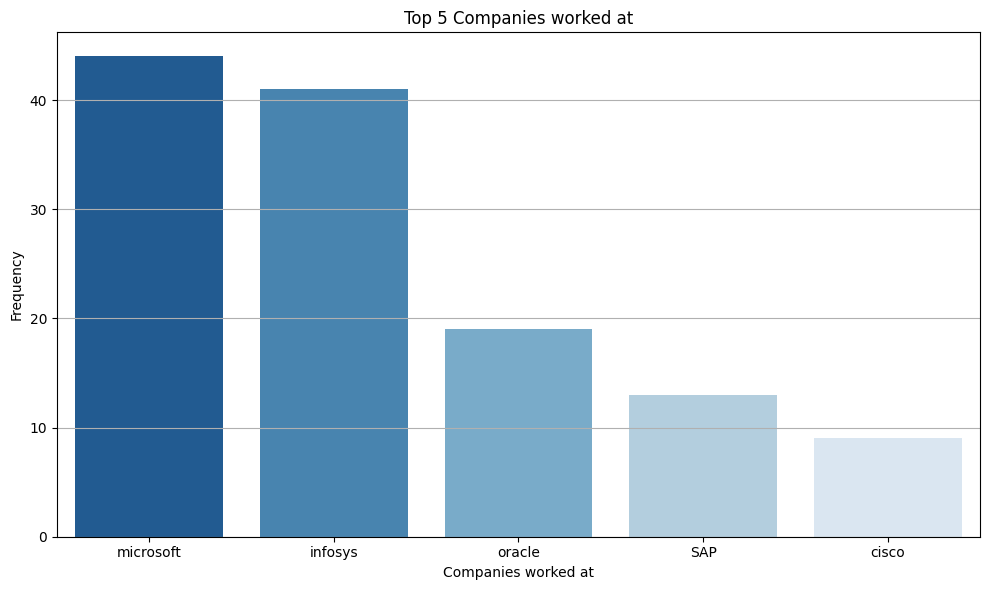 Top 5 Companies worked at
Frequency
40
30
20
10
0
microsoft infosys oracle SAP cisco
Companies worked at